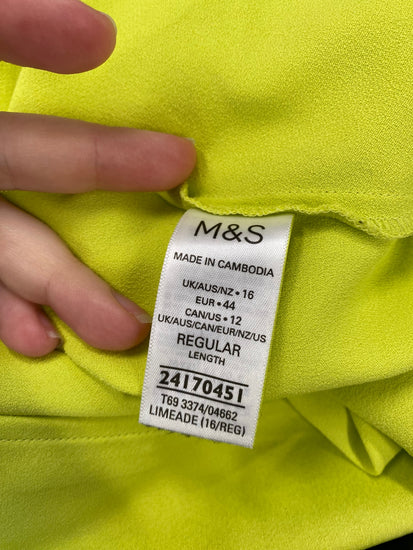 M&S
MADE IN CAMBODIA
UK/AUS/NZ • 16
EUR • 44
CAN/US • 12
UK/AUS/CAN/EUR/NZ/US
REGULAR
LENGTH
24170451
T69 3374/04662
LIMEADE (16/REG)